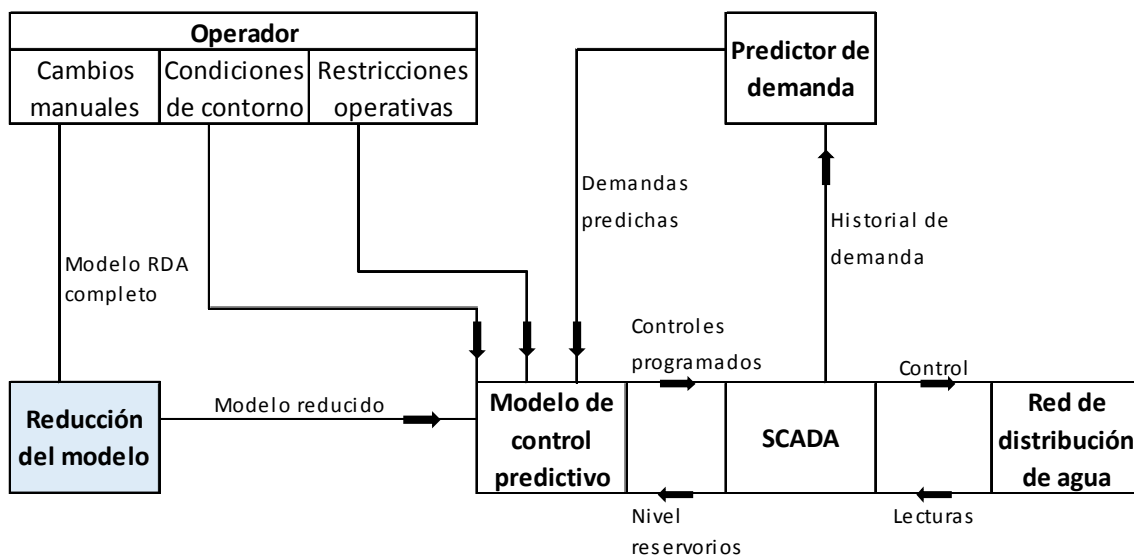 Operador
Cambios
manuales
Condiciones
de contorno
Restricciones
operativas
Predictor de
demanda
Demandas
predichas
Historial de
demanda
Modelo RDA
completo
Controles
programados
Control
Modelo reducido
Reducción
del modelo
Modelo de
control
predictivo
SCADA
Red de
distribución
de agua
Nivel
reservorios
Lecturas